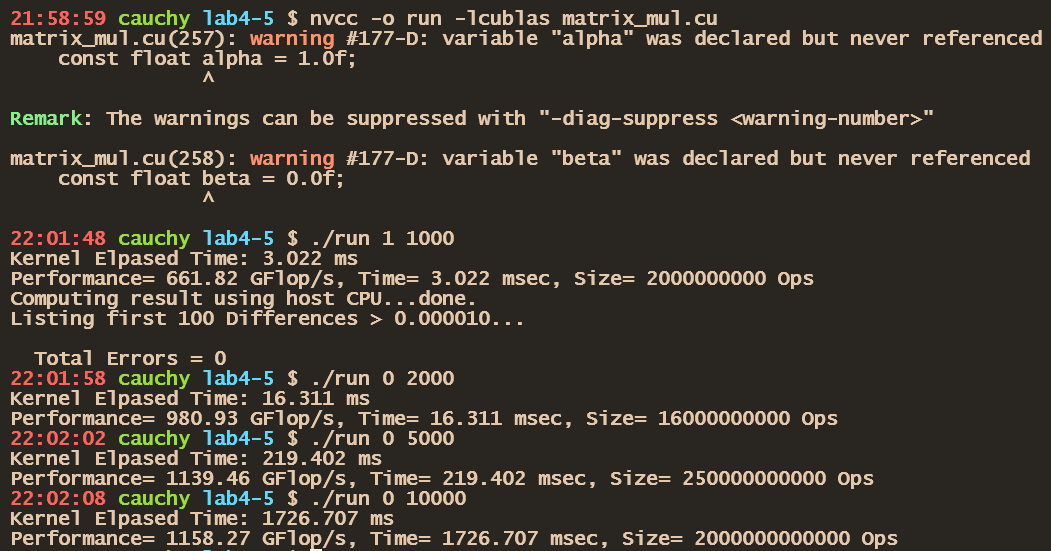 21:58:59 cauchy lab4-5 $ nvcc -o run -lcublas matrix_mul.cu
matrix_mul.cu(257): warning #177-D: variable "alpha" was declared but never referenced
    const float alpha = 1.0f;
                ^
Remark: The warnings can be suppressed with "-diag-suppress <warning-number>"
matrix_mul.cu(258): warning #177-D: variable "beta" was declared but never referenced
    const float beta = 0.0f;
                ^
22:01:48 cauchy lab4-5 $ ./run 1 1000
Kernel Elpased Time: 3.022 ms
Performance= 661.82 GFlop/s, Time= 3.022 msec, Size= 2000000000 Ops
Computing result using host CPU...done.
Listing first 100 Differences > 0.000010...
  Total Errors = 0
22:01:58 cauchy lab4-5 $ ./run 0 2000
Kernel Elpased Time: 16.311 ms
Performance= 980.93 GFlop/s, Time= 16.311 msec, Size= 16000000000 Ops
22:02:02 cauchy lab4-5 $ ./run 0 5000
Kernel Elpased Time: 219.402 ms
Performance= 1139.46 GFlop/s, Time= 219.402 msec, Size= 250000000000 Ops
22:02:08 cauchy lab4-5 $ ./run 0 10000
Kernel Elpased Time: 1726.707 ms
Performance= 1158.27 GFlop/s, Time= 1726.707 msec, Size= 2000000000000 Ops